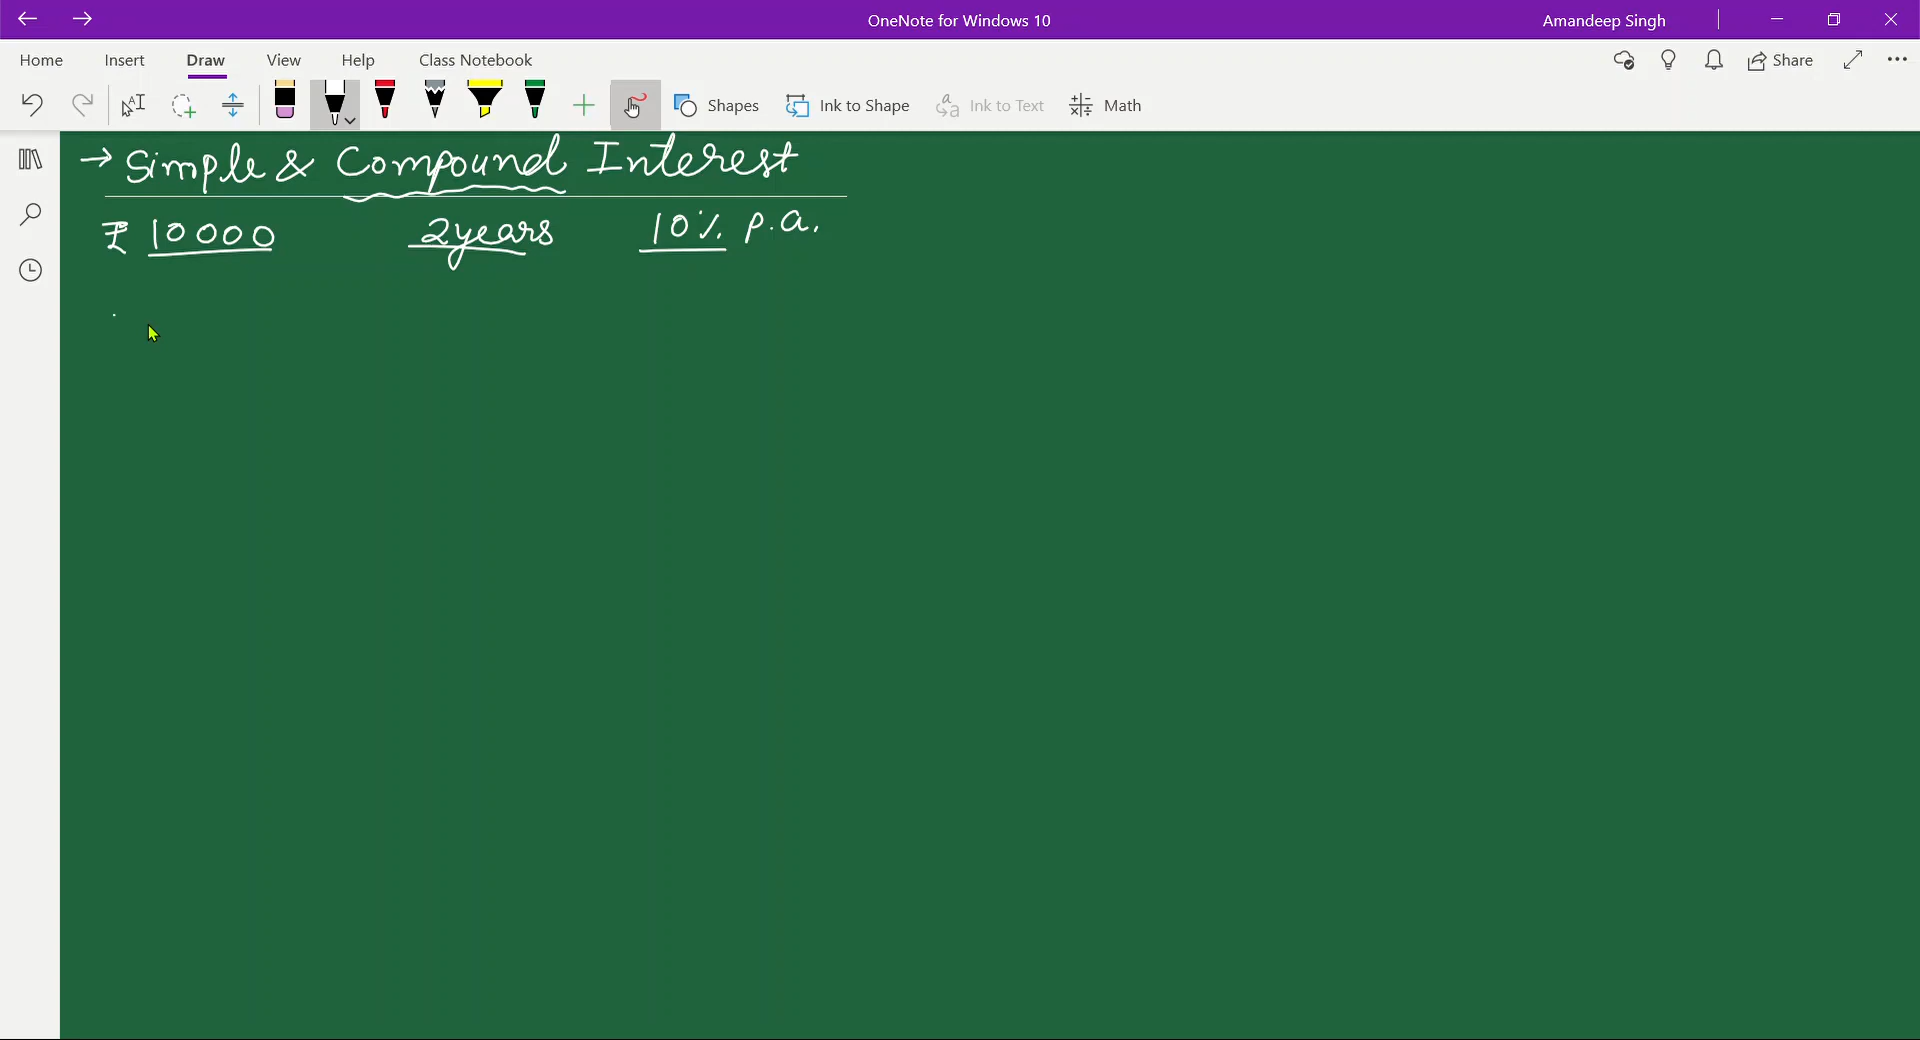 OneNote for Windows 10
Amandeep Singh
Home Insert Draw View Help Class Notebook
Share
Shapes Ink to Shape Ink to Text Math
→ Simple & Compound Interest
₹ 10000 2years 10% p.a.